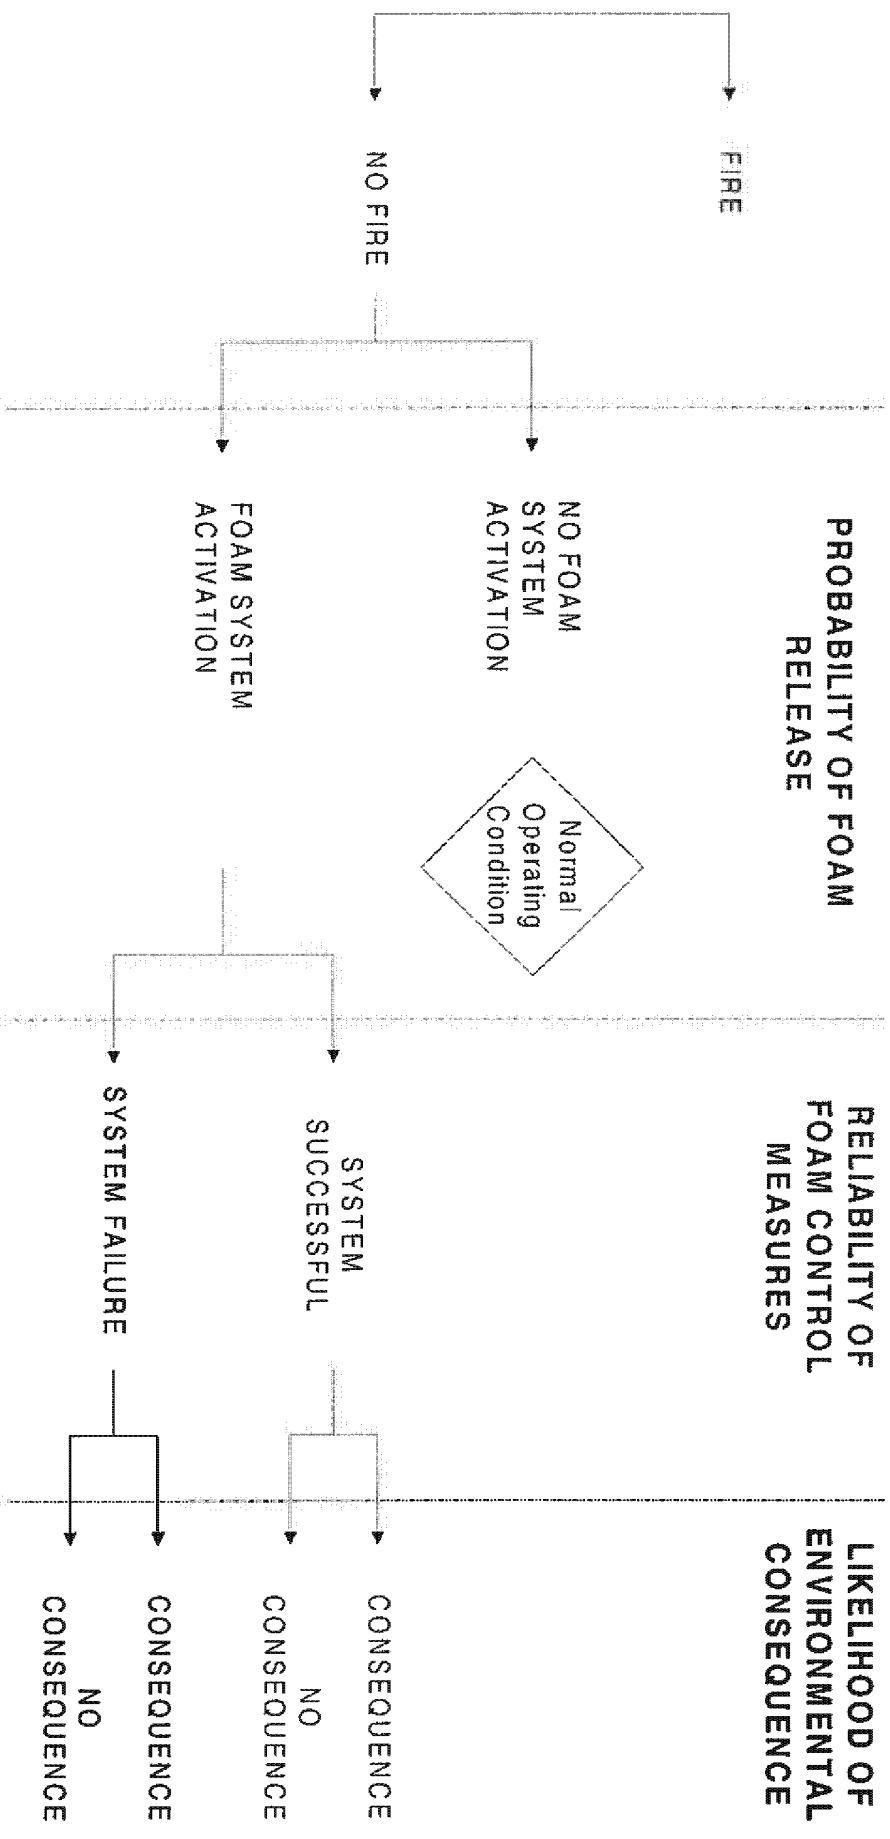 PROBABILITY OF FOAM
RELEASE
RELIABILITY OF
FOAM CONTROL
MEASURES
LIKELIHOOD OF
ENVIRONMENTAL
CONSEQUENCE
FIRE
NO FIRE
NO FOAM
SYSTEM
ACTIVATION
Normal
Operating
Condition
FOAM SYSTEM
ACTIVATION
SYSTEM
SUCCESSFUL
SYSTEM FAILURE
CONSEQUENCE
NO
CONSEQUENCE
CONSEQUENCE
NO
CONSEQUENCE